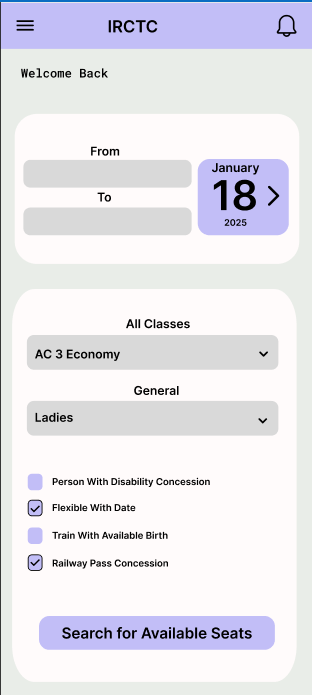 IRCTC
Welcome Back
From
To
January
18
2025
All Classes
AC 3 Economy
General
Ladies
Person With Disability Concession
Flexible With Date
Train With Available Birth
Railway Pass Concession
Search for Available Seats